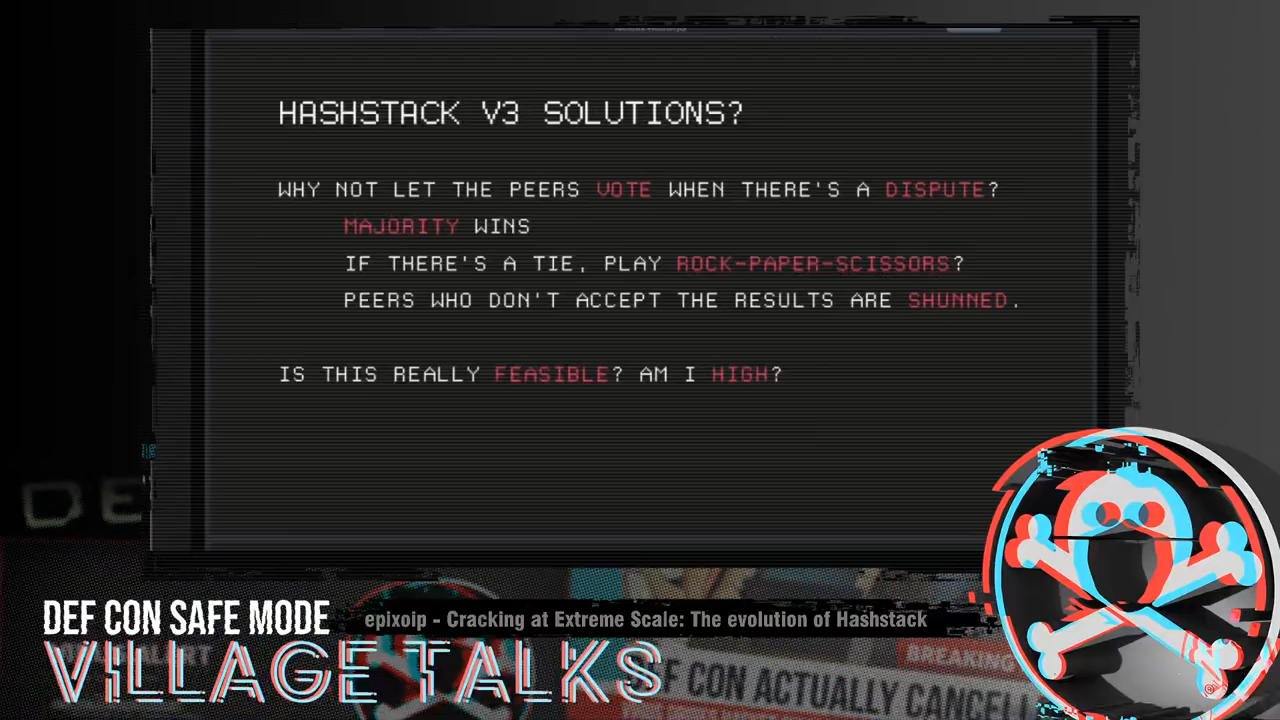 HASHSTACK V3 SOLUTIONS?
WHY NOT LET THE PEERS VOTE WHEN THERE'S A DISPUTE?
MAJORITY WINS
IF THERE'S A TIE, PLAY ROCK-PAPER-SCISSORS?
PEERS WHO DON'T ACCEPT THE RESULTS ARE SHUNNED.
IS THIS REALLY FEASIBLE? AM I HIGH?
DE
DEF CON SAFE MODE
epixoip - Cracking at Extreme Scale: The evolution of Hashstack
VILLAGE TALKS
BREAKING
DEF CON ACTUALLY CANCELL